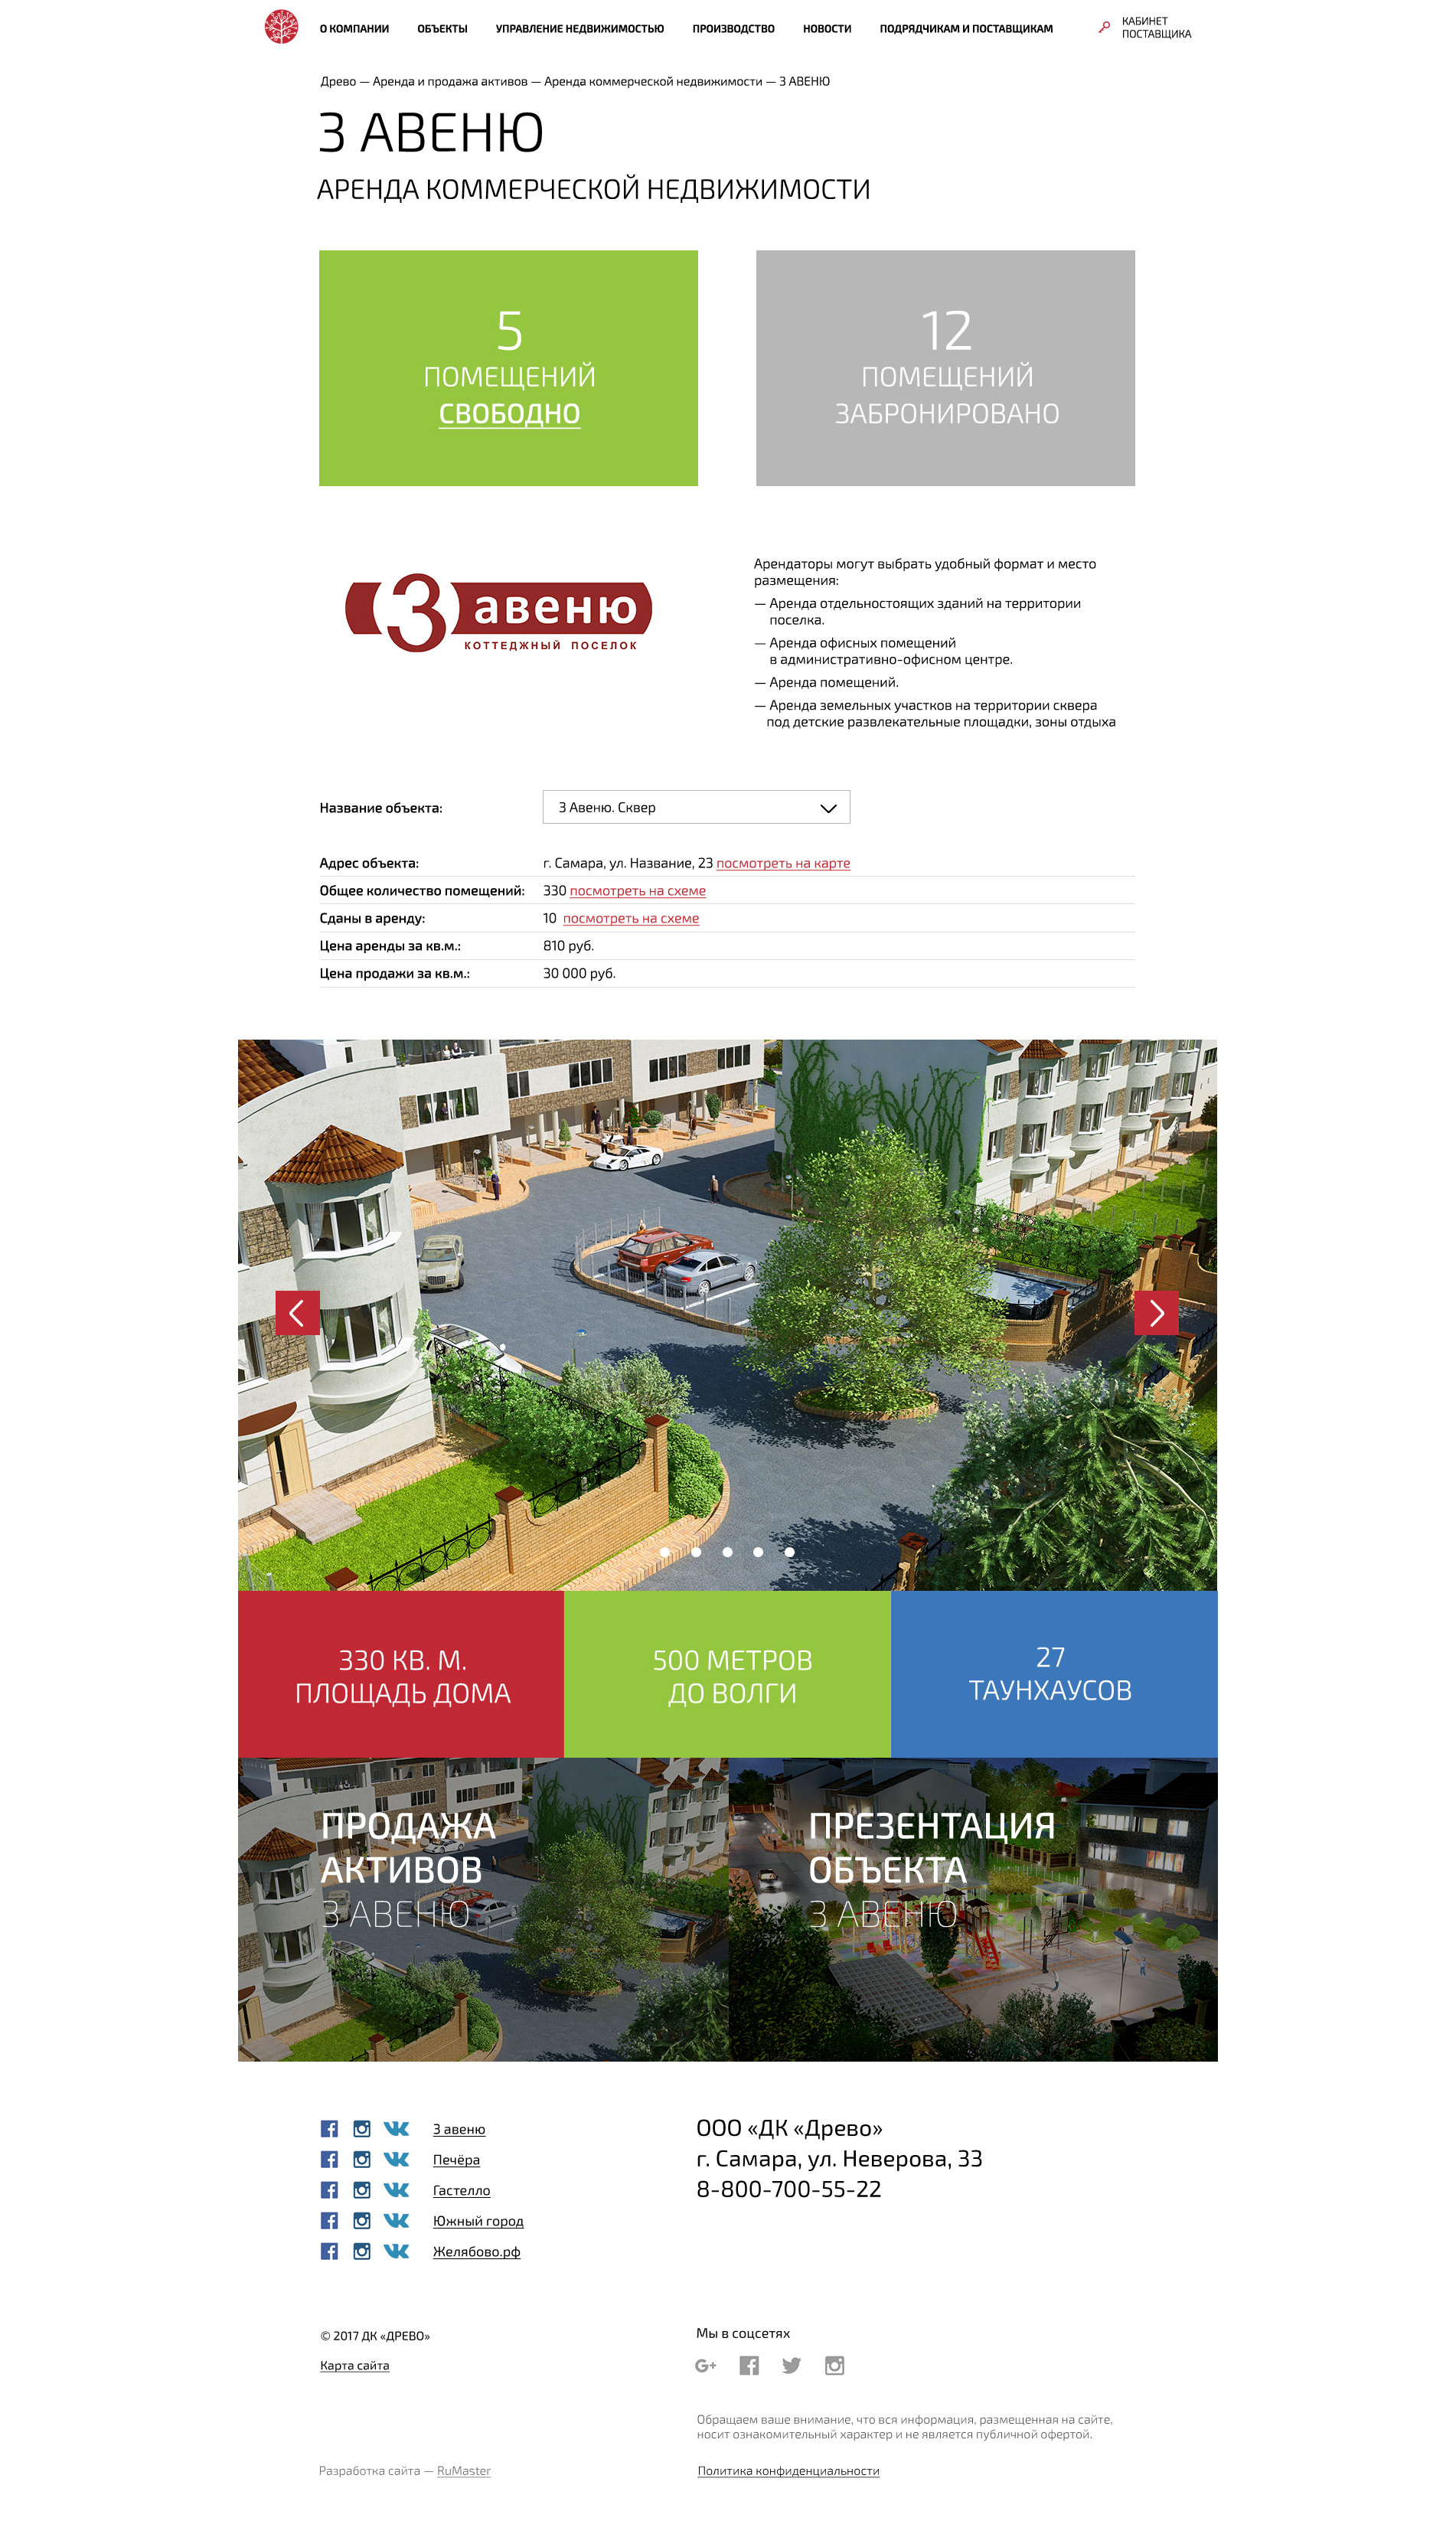 О КОМПАНИИ ОБЪЕКТЫ УПРАВЛЕНИЕ НЕДВИЖИМОСТЬЮ ПРОИЗВОДСТВО НОВОСТИ ПОДРЯДЧИКАМ И ПОСТАВЩИКАМ
КАБИНЕТ
ПОСТАВЩИКА
Древо — Аренда и продажа активов — Аренда коммерческой недвижимости — 3 АВЕНЮ
3 АВЕНЮ
АРЕНДА КОММЕРЧЕСКОЙ НЕДВИЖИМОСТИ
5
ПОМЕЩЕНИЙ
СВОБОДНО
12
ПОМЕЩЕНИЙ
ЗАБРОНИРОВАНО
3 авеню
КОТТЕДЖНЫЙ ПОСЕЛОК
Арендаторы могут выбрать удобный формат и место
размещения:
— Аренда отдельностоящих зданий на территории
поселка.
— Аренда офисных помещений
в административно-офисном центре.
— Аренда помещений.
— Аренда земельных участков на территории сквера
под детские развлекательные площадки, зоны отдыха
Название объекта: 3 Авеню. Сквер
Адрес объекта: г. Самара, ул. Название, 23 посмотреть на карте
Общее количество помещений: 330 посмотреть на схеме
Сданы в аренду: 10 посмотреть на схеме
Цена аренды за кв.м.: 810 руб.
Цена продажи за кв.м.: 30 000 руб.
330 КВ. М.
ПЛОЩАДЬ ДОМА
500 МЕТРОВ
ДО ВОЛГИ
27
ТАУНХАУСОВ
ПРОДАЖА
АКТИВОВ
3 АВЕНЮ
ПРЕЗЕНТАЦИЯ
ОБЪЕКТА
3 АВЕНЮ
3 авеню
Печёра
Гастелло
Южный город
Желябово.рф
ООО «ДК «Древо»
г. Самара, ул. Неверова, 33
8-800-700-55-22
© 2017 ДК «ДРЕВО»
Карта сайта
Мы в соцсетях
Обращаем ваше внимание, что вся информация, размещенная на сайте,
носит ознакомительный характер и не является публичной офертой.
Разработка сайта — RuMaster
Политика конфиденциальности